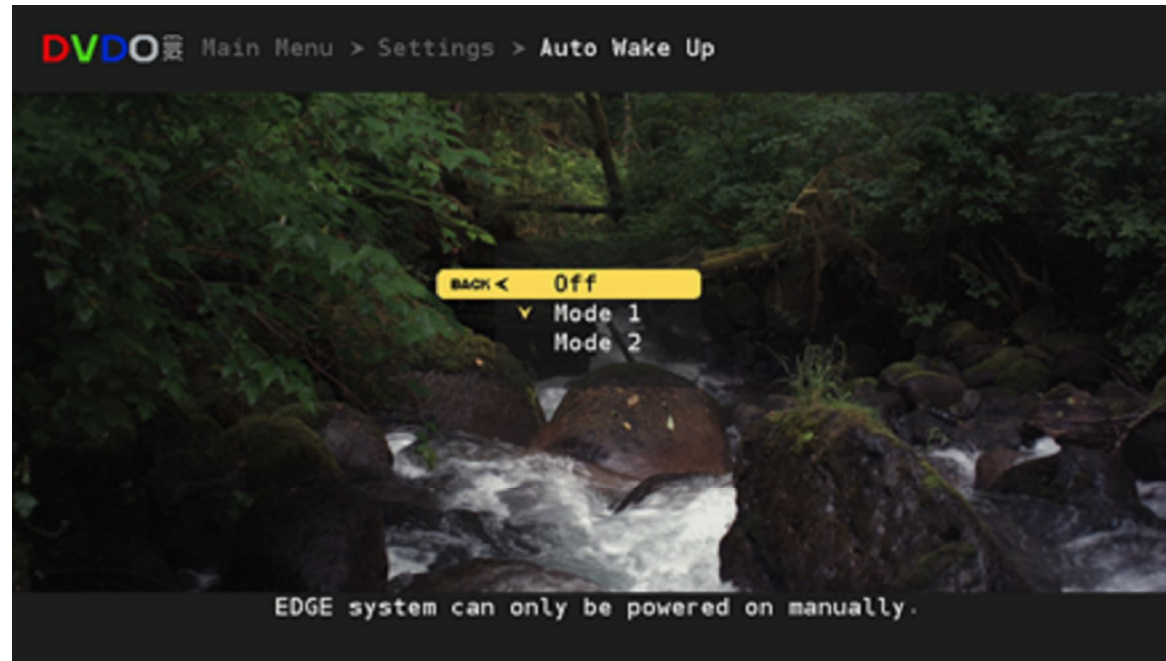 DVDO EDGE Main Menu > Settings > Auto Wake Up
BACK < Off
Mode 1
Mode 2
EDGE system can only be powered on manually.